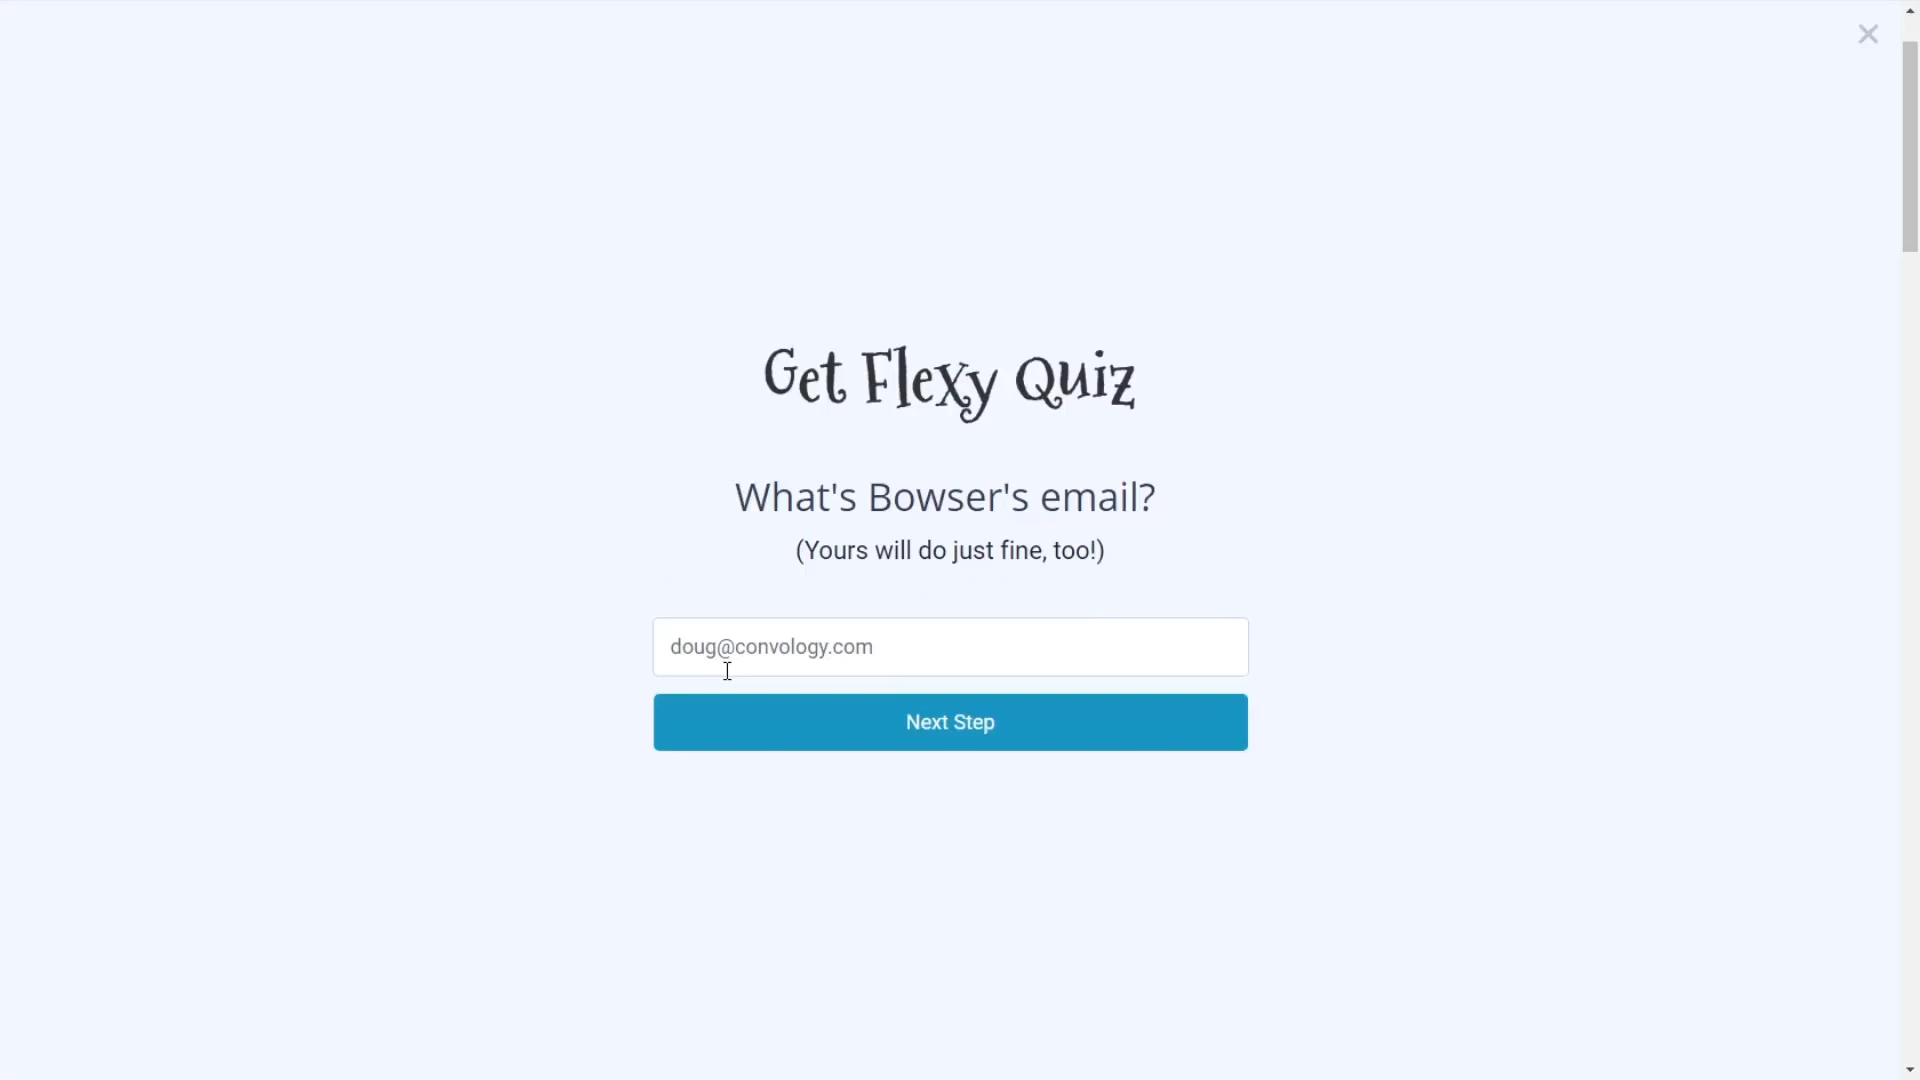 Get Flexy Quiz
What's Bowser's email?
(Yours will do just fine, too!)
doug@convology.com
Next Step